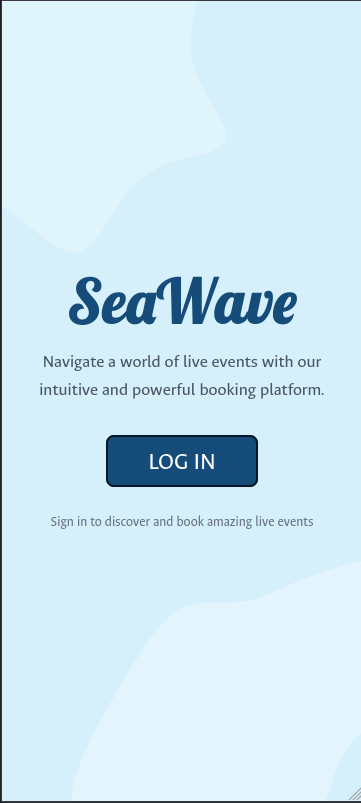 SeaWave
Navigate a world of live events with our
intuitive and powerful booking platform.
LOG IN
Sign in to discover and book amazing live events